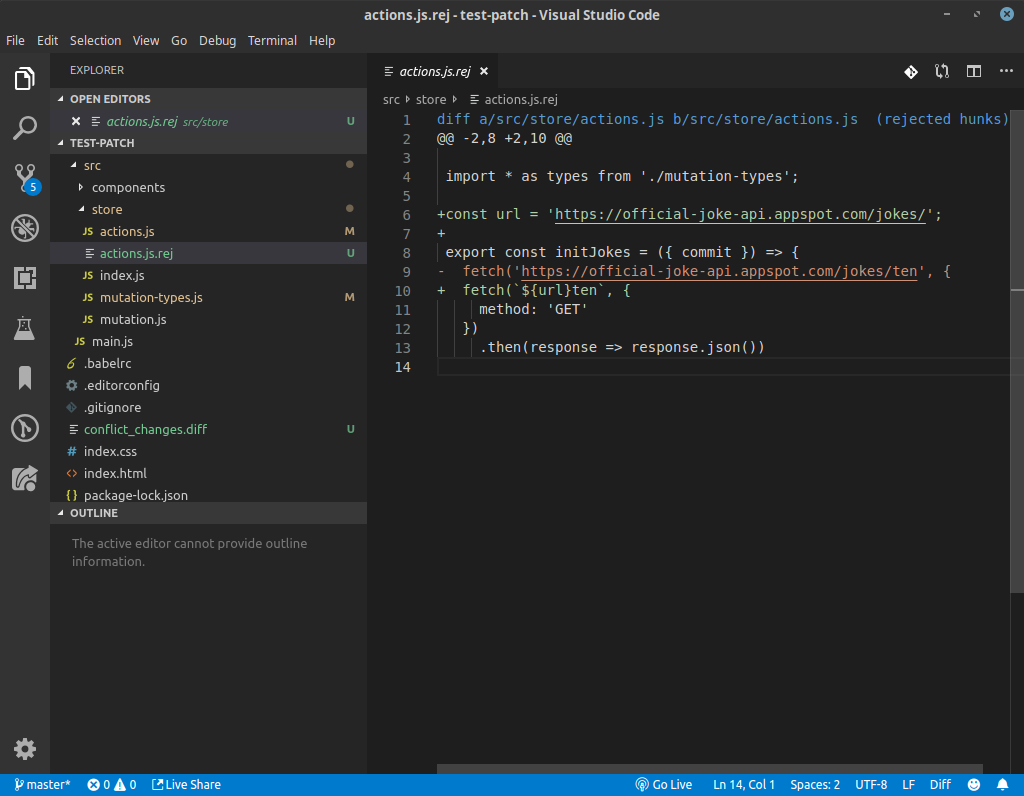 actions.js.rej - test-patch - Visual Studio Code
File Edit Selection View Go Debug Terminal Help
EXPLORER
OPEN EDITORS
actions.js.rej src/store U
TEST-PATCH
src
components
store
JS actions.js M
actions.js.rej U
JS index.js
JS mutation-types.js M
JS mutation.js
JS main.js
.babelrc
.editorconfig
.gitignore
conflict_changes.diff U
# index.css
<> index.html
{} package-lock.json
OUTLINE
The active editor cannot provide outline
information.
5
actions.js.rej
src store actions.js.rej
1 diff a/src/store/actions.js b/src/store/actions.js  (rejected hunks)
2 @@ -2,8 +2,10 @@
3
4  import * as types from './mutation-types';
5
6 +const url = 'https://official-joke-api.appspot.com/jokes/';
7 +
8  export const initJokes = ({ commit }) => {
9 -  fetch('https://official-joke-api.appspot.com/jokes/ten', {
10 +  fetch(`${url}ten`, {
11      method: 'GET'
12    })
13      .then(response => response.json())
14
master* 0 0 Live Share Go Live Ln 14, Col 1 Spaces: 2 UTF-8 LF Diff